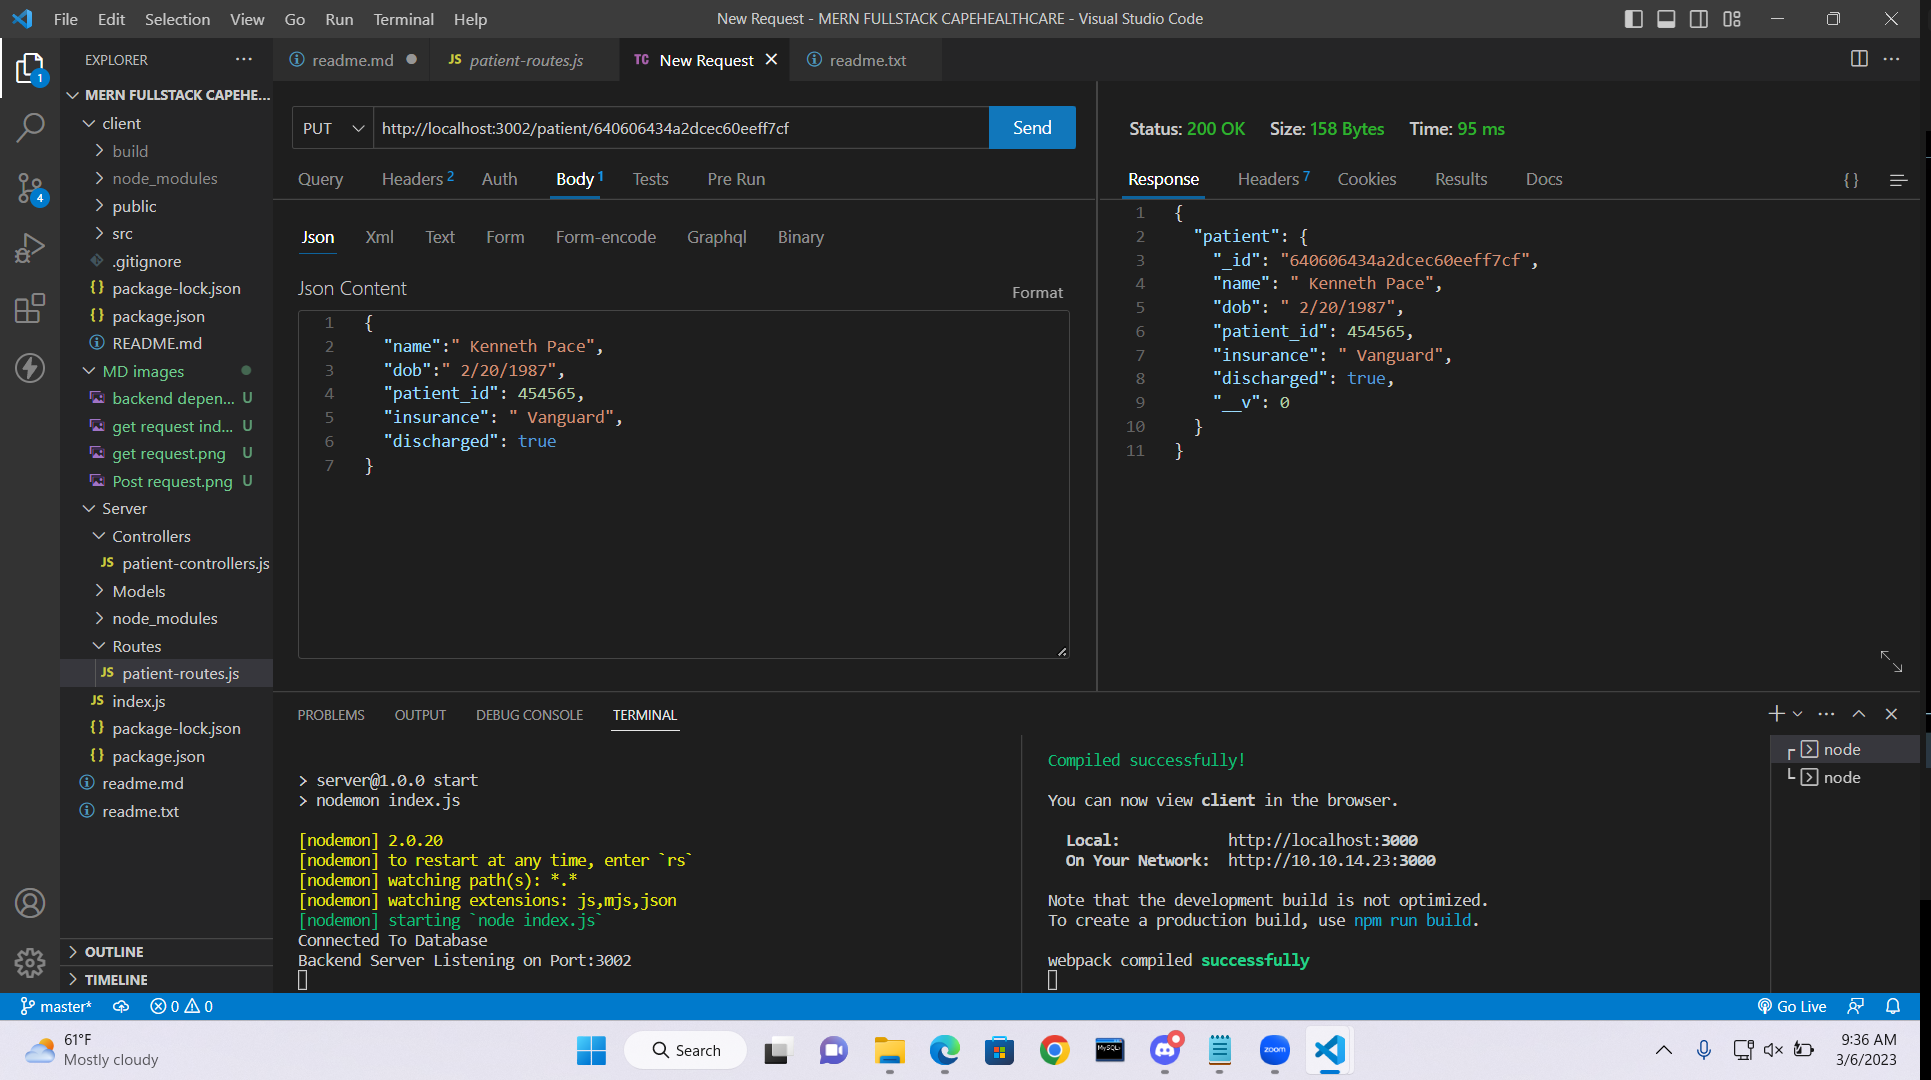 File Edit Selection View Go Run Terminal Help
New Request - MERN FULLSTACK CAPEHEALTHCARE - Visual Studio Code
EXPLORER
MERN FULLSTACK CAPEHE...
client
build
node_modules
public
src
.gitignore
package-lock.json
package.json
README.md
MD images
backend depen... U
get request ind... U
get request.png U
Post request.png U
Server
Controllers
JS patient-controllers.js
Models
node_modules
Routes
JS patient-routes.js
JS index.js
package-lock.json
package.json
readme.md
readme.txt
OUTLINE
TIMELINE
1
4
readme.md
JS patient-routes.js
TC New Request
readme.txt
PUT http://localhost:3002/patient/640606434a2dcec60eeff7cf Send
Query Headers 2 Auth Body 1 Tests Pre Run
Json Xml Text Form Form-encode Graphql Binary
Json Content
Format
1 {
2 "name":" Kenneth Pace",
3 "dob":" 2/20/1987",
4 "patient_id": 454565,
5 "insurance": " Vanguard",
6 "discharged": true
7 }
Status: 200 OK Size: 158 Bytes Time: 95 ms
Response Headers 7 Cookies Results Docs { }
1 {
2 "patient": {
3 "_id": "640606434a2dcec60eeff7cf",
4 "name": " Kenneth Pace",
5 "dob": " 2/20/1987",
6 "patient_id": 454565,
7 "insurance": " Vanguard",
8 "discharged": true,
9 "__v": 0
10 }
11 }
PROBLEMS OUTPUT DEBUG CONSOLE TERMINAL
> server@1.0.0 start
> nodemon index.js
[nodemon] 2.0.20
[nodemon] to restart at any time, enter `rs`
[nodemon] watching path(s): *.*
[nodemon] watching extensions: js,mjs,json
[nodemon] starting `node index.js`
Connected To Database
Backend Server Listening on Port:3002
Compiled successfully!
You can now view client in the browser.
Local: http://localhost:3000
On Your Network: http://10.10.14.23:3000
Note that the development build is not optimized.
To create a production build, use npm run build.
webpack compiled successfully
node
node
master* 0 0
Go Live
61°F
Mostly cloudy
Search
MySQL
zoom
9:36 AM
3/6/2023